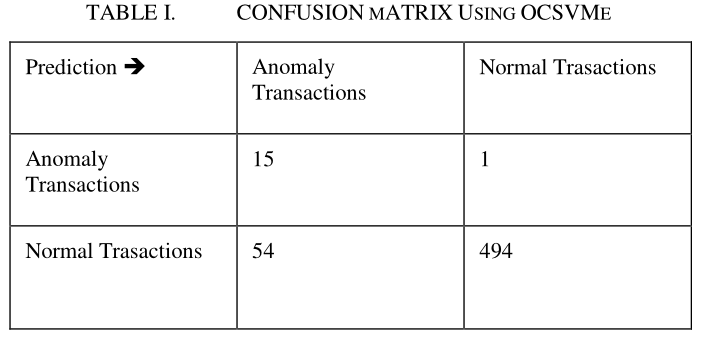 TABLE I. CONFUSION MATRIX USING OCSVME
Prediction ➔
Anomaly
Transactions
Normal Trasactions
Anomaly
Transactions
15
1
Normal Trasactions
54
494